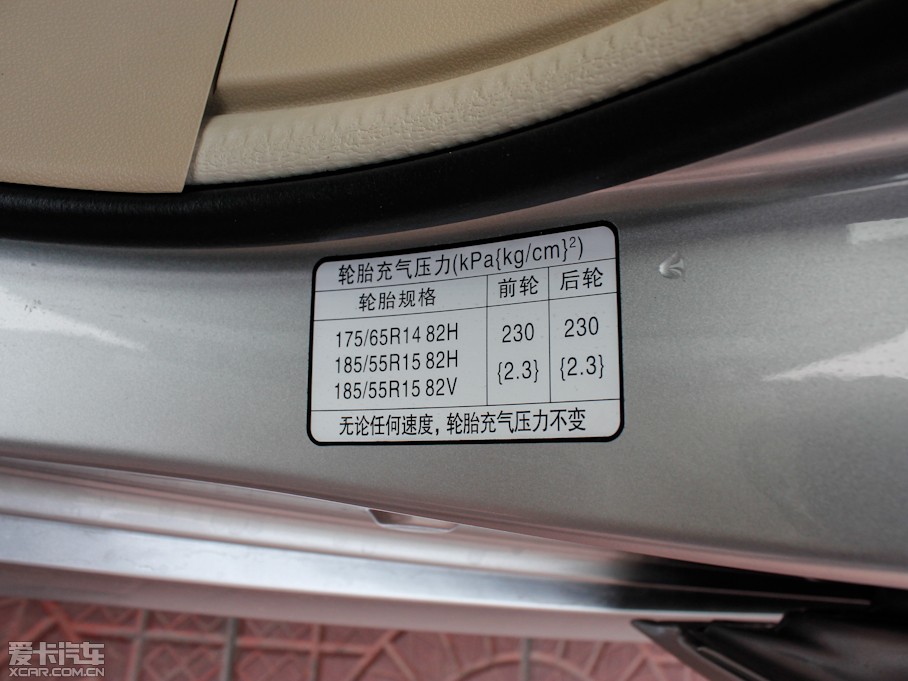 轮胎充气压力(kPa{kg/cm}²)
轮胎规格 前轮 后轮
175/65R14 82H
185/55R15 82H
185/55R15 82V
230 230
{2.3} {2.3}
无论任何速度，轮胎充气压力不变
爱卡汽车
XCAR.COM.CN